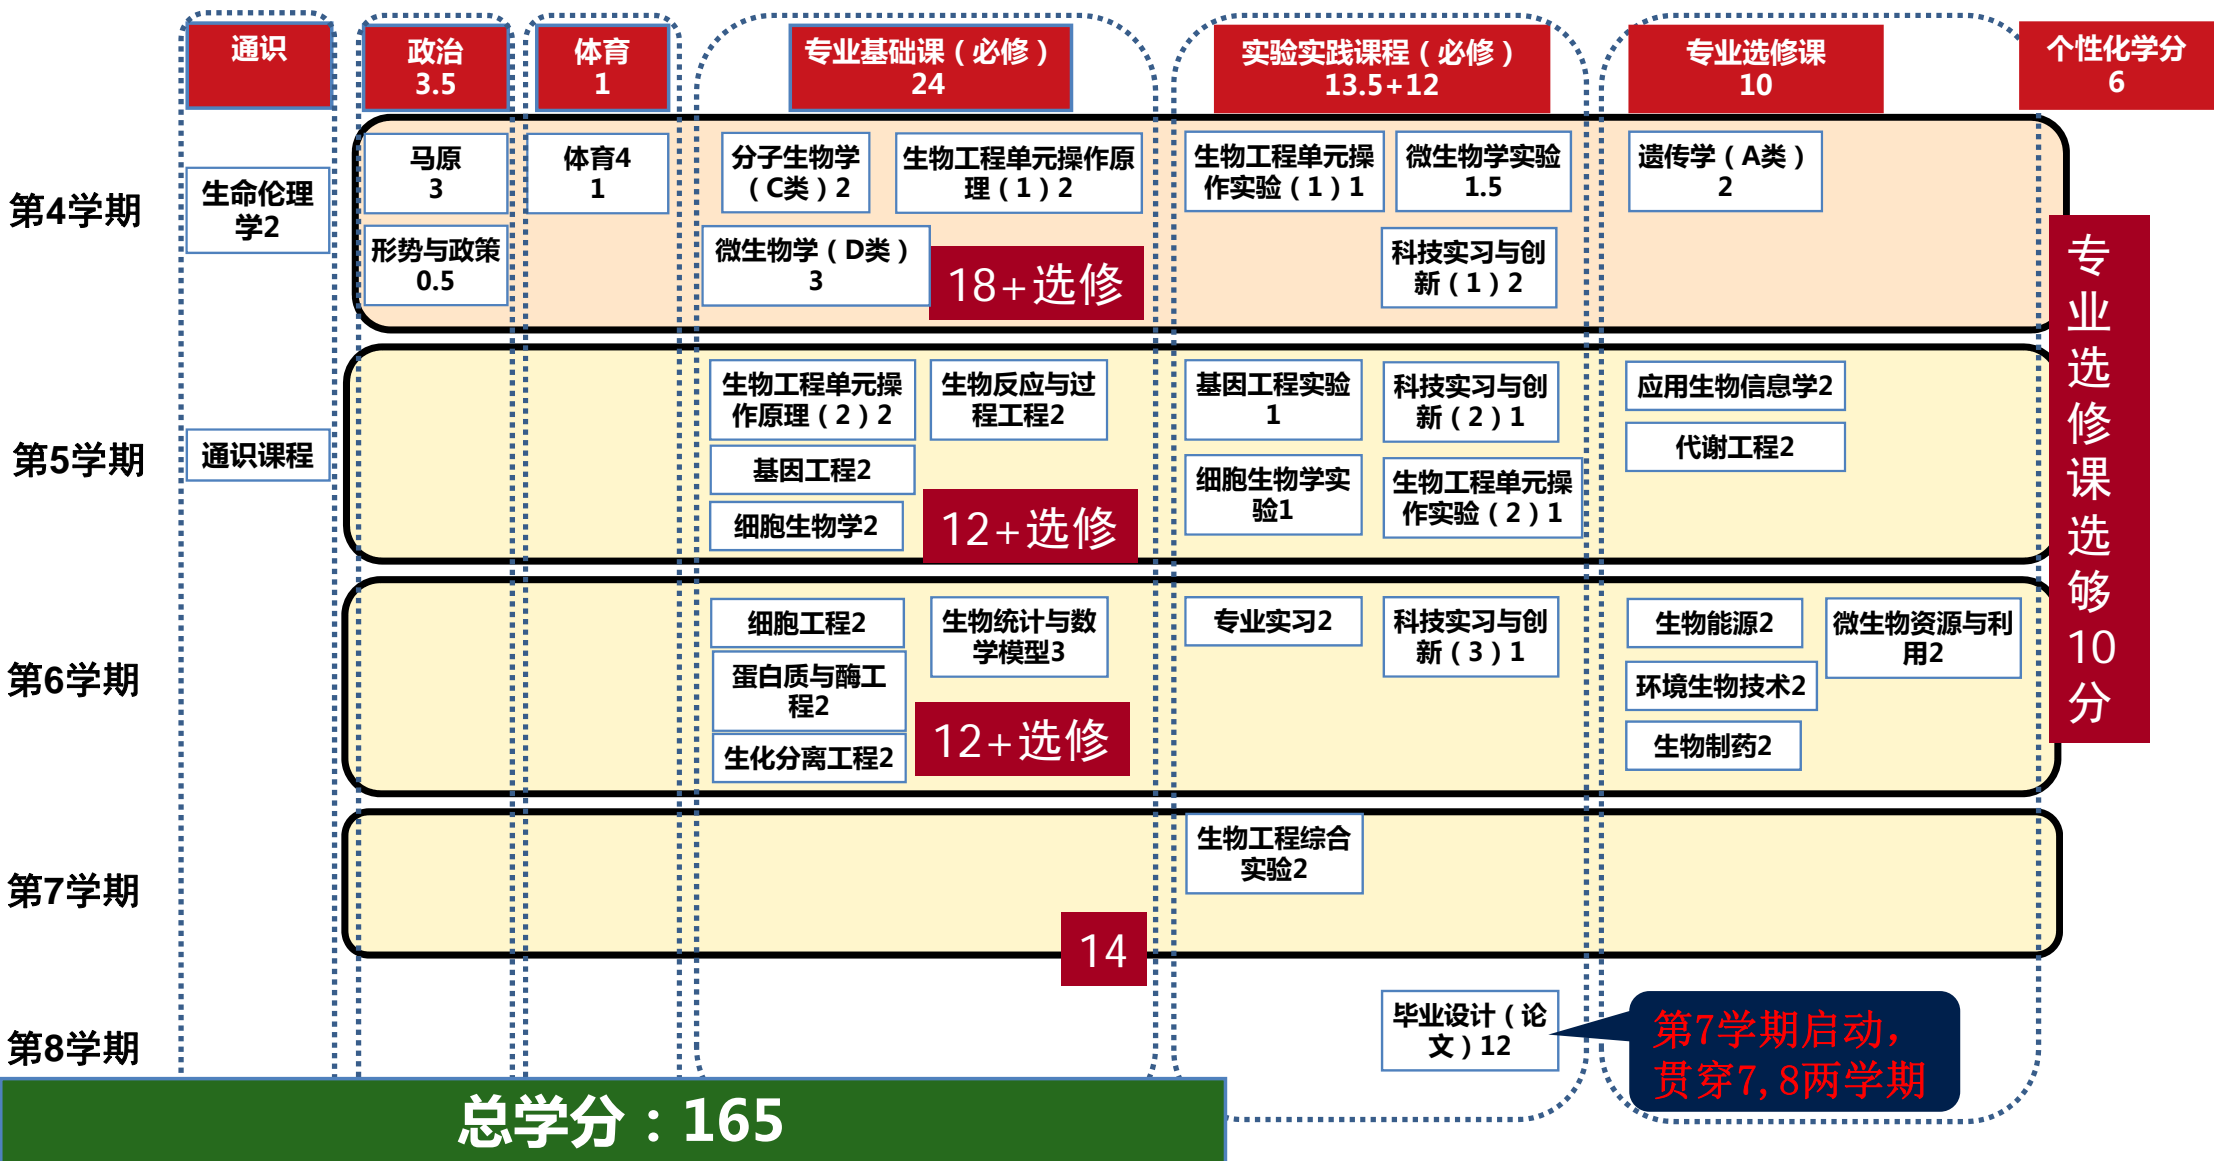 通识
政治
3.5
体育
1
专业基础课（必修）
24
实验实践课程（必修）
13.5+12
专业选修课
10
个性化学分
6
第4学期
生命伦理
学2
马原
3
形势与政策
0.5
体育4
1
分子生物学
（C类）2
生物工程单元操作原
理（1）2
微生物学（D类）
3
18+选修
生物工程单元操
作实验（1）1
微生物学实验
1.5
科技实习与创
新（1）2
遗传学（A类）
2
第5学期
通识课程
生物工程单元操
作原理（2）2
生物反应与过
程工程2
基因工程2
细胞生物学2
12+选修
基因工程实验
1
科技实习与创
新（2）1
细胞生物学实
验1
生物工程单元操
作实验（2）1
应用生物信息学2
代谢工程2
第6学期
细胞工程2
生物统计与数
学模型3
蛋白质与酶工
程2
生化分离工程2
12+选修
专业实习2
科技实习与创
新（3）1
生物能源2
微生物资源与利
用2
环境生物技术2
生物制药2
专
业
选
修
课
选
够
10
分
第7学期
生物工程综合
实验2
14
第8学期
毕业设计（论
文）12
第7学期启动，
贯穿7,8两学期
总学分：165